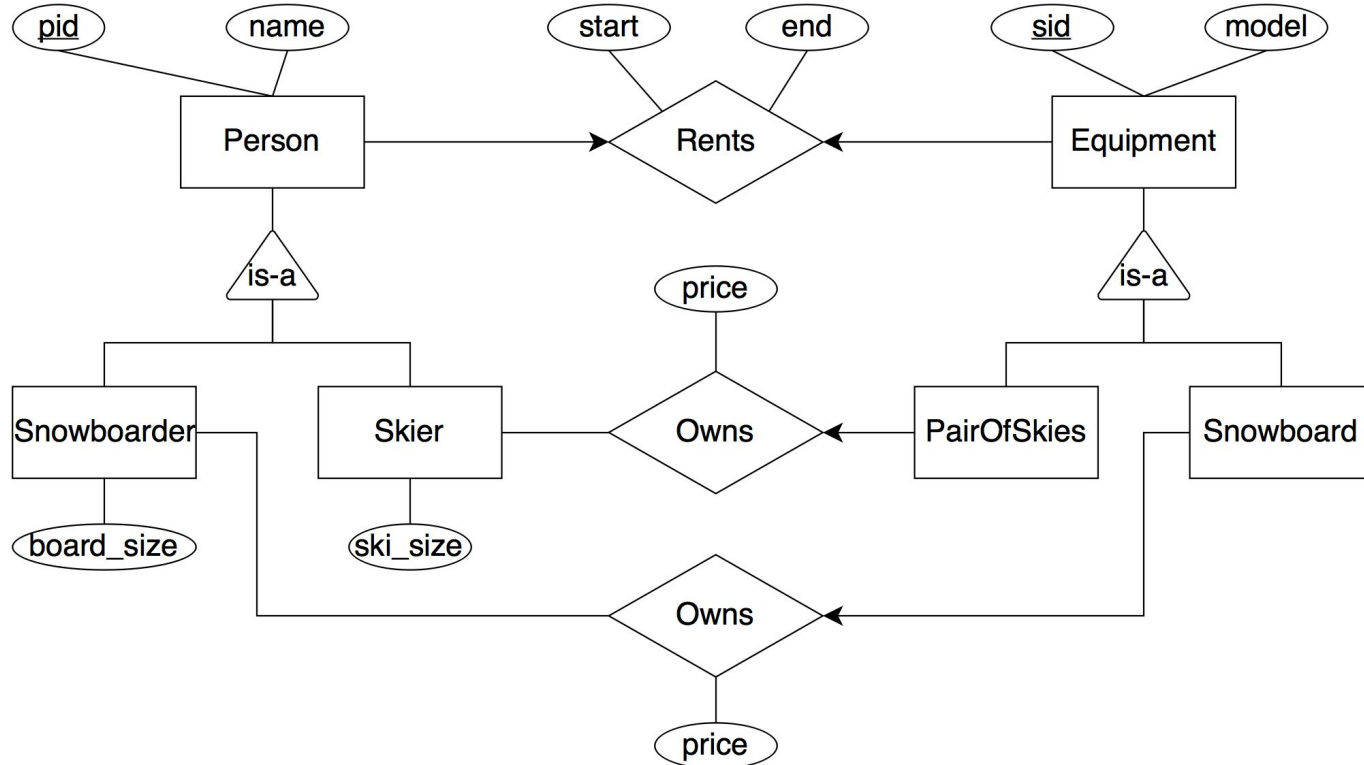 pid
name
start
end
sid
model
Person
Rents
Equipment
is-a
is-a
price
Snowboarder
Skier
Owns
PairOfSkies
Snowboard
board_size
ski_size
Owns
price